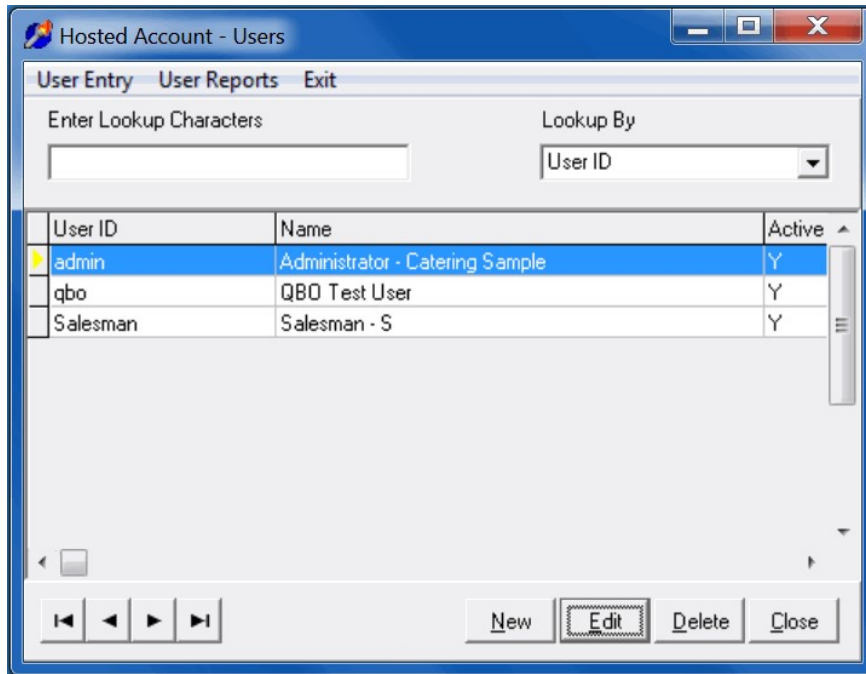 Hosted Account - Users
User Entry User Reports Exit
Enter Lookup Characters Lookup By
User ID
User ID Name Active
admin Administrator - Catering Sample Y
qbo QBO Test User Y
Salesman Salesman - S Y
New Edit Delete Close